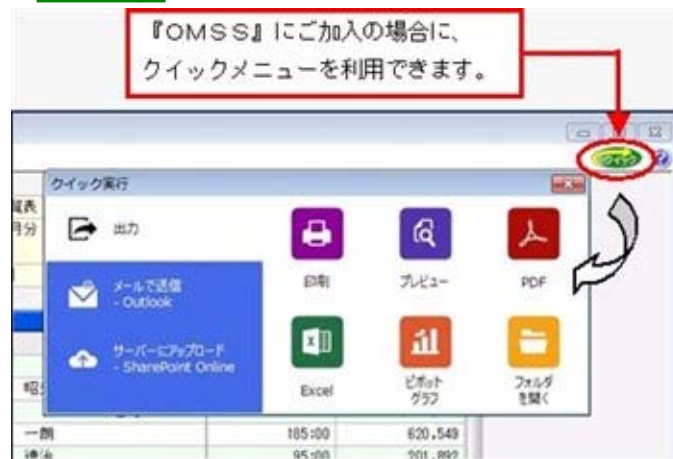 『ＯＭＳＳ』にご加入の場合に、
クイックメニューを利用できます。
クイック
クイック実行
出力
印刷
プレビュー
PDF
メールで送信
- Outlook
サーバーにアップロード
- SharePoint Online
Excel
ピボット
グラフ
フォルダ
を開く
一朗
185:00
620,549
95:00
201,892